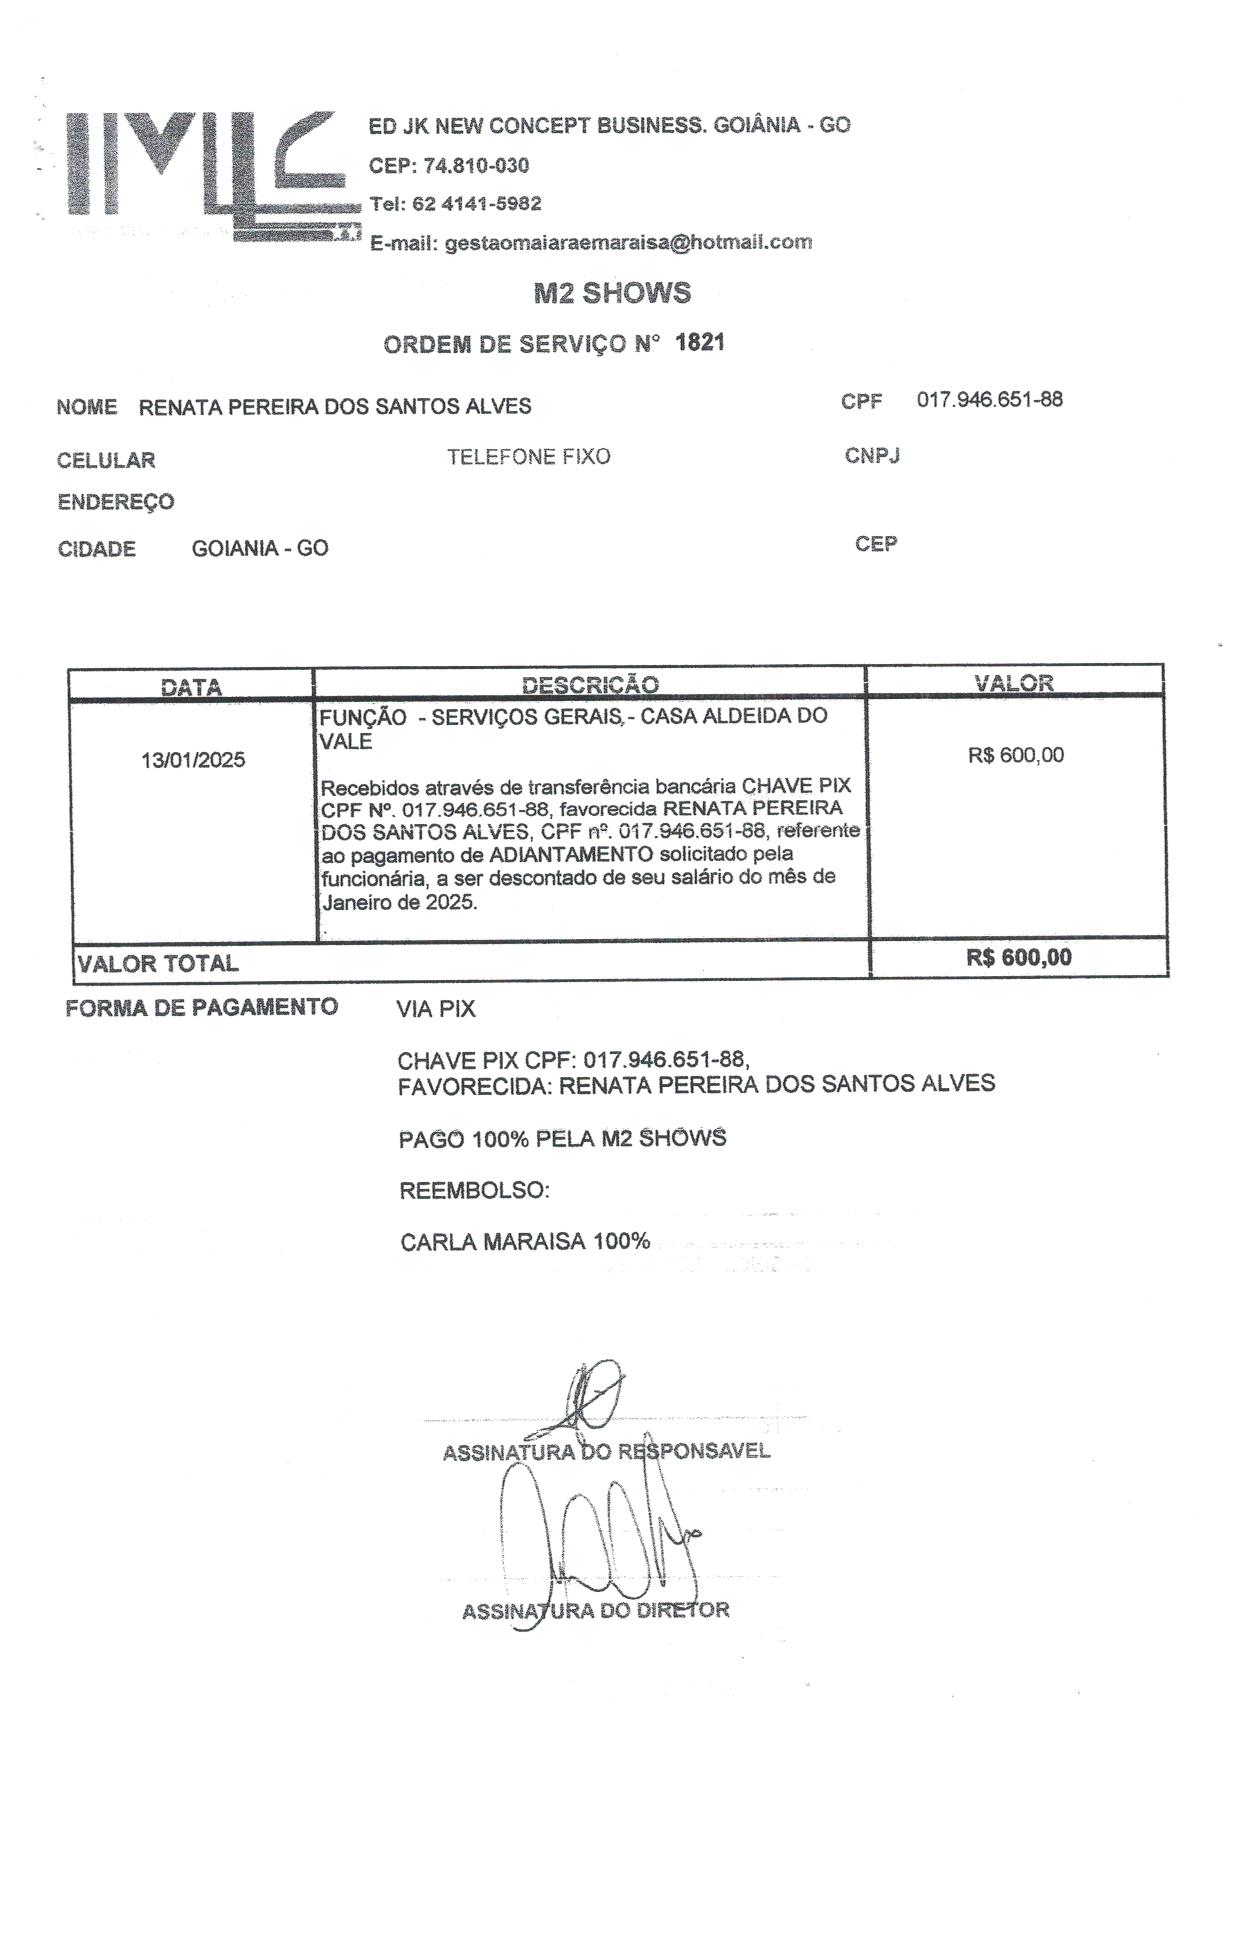 IMLC
ED JK NEW CONCEPT BUSINESS. GOIÂNIA - GO
CEP: 74.810-030
Tel: 62 4141-5982
E-mail: gestaomaiaraemaraisa@hotmail.com
M2 SHOWS
ORDEM DE SERVIÇO N° 1821
NOME RENATA PEREIRA DOS SANTOS ALVES CPF 017.946.651-88
CELULAR TELEFONE FIXO CNPJ
ENDEREÇO
CIDADE GOIANIA - GO CEP
DATA DESCRIÇÃO VALOR
FUNÇÃO - SERVIÇOS GERAIS,- CASA ALDEIDA DO
VALE
13/01/2025 R$ 600,00
Recebidos através de transferência bancária CHAVE PIX
CPF Nº. 017.946.651-88, favorecida RENATA PEREIRA
DOS SANTOS ALVES, CPF nº. 017.946.651-88, referente
ao pagamento de ADIANTAMENTO solicitado pela
funcionária, a ser descontado de seu salário do mês de
Janeiro de 2025.
.
VALOR TOTAL R$ 600,00
FORMA DE PAGAMENTO VIA PIX
CHAVE PIX CPF: 017.946.651-88,
FAVORECIDA: RENATA PEREIRA DOS SANTOS ALVES
PAGO 100% PELA M2 SHOWS
REEMBOLSO:
CARLA MARAISA 100%
ASSINATURA DO RESPONSAVEL
ASSINATURA DO DIRETOR